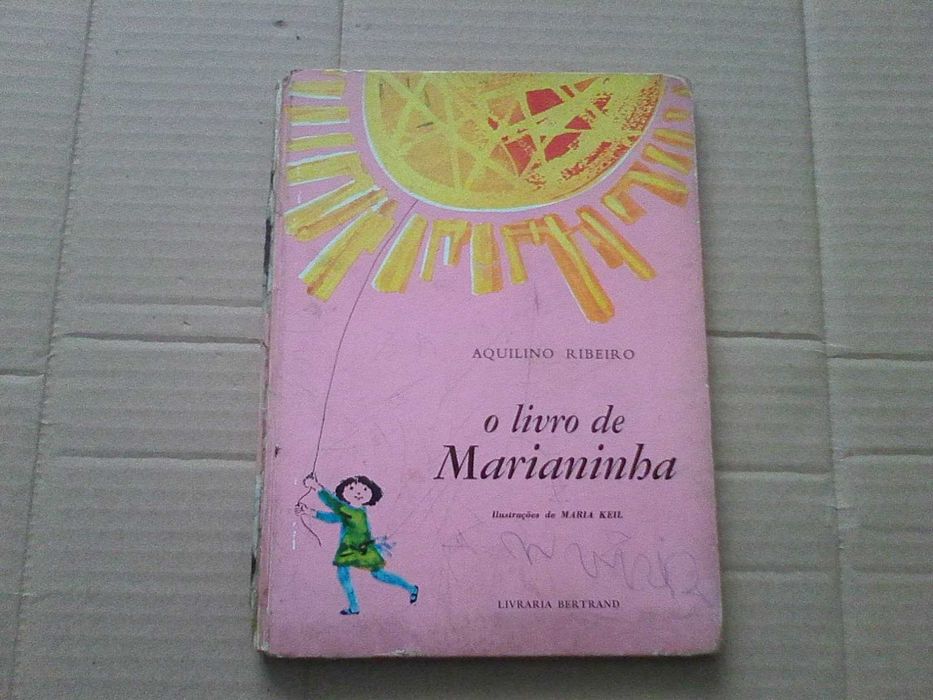 AQUILINO RIBEIRO
o livro de
Marianinha
Ilustrações de MARIA KEIL
LIVRARIA BERTRAND